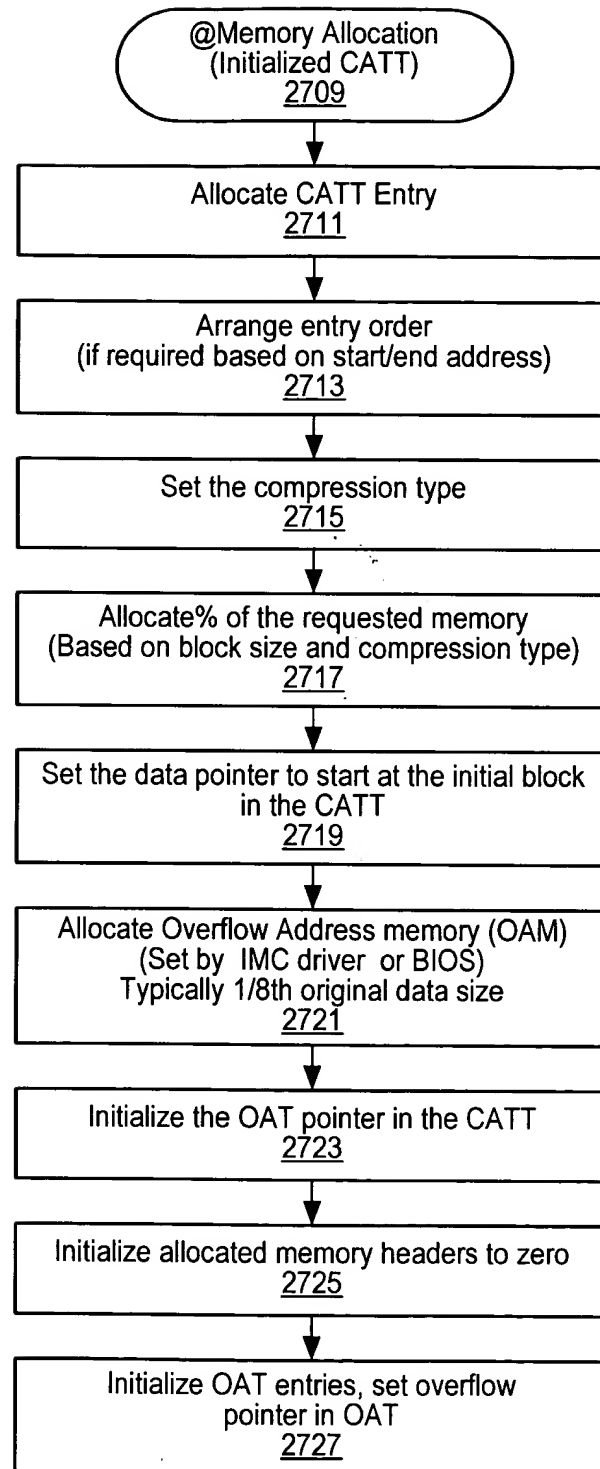 @Memory Allocation
(Initialized CATT)
2709
Allocate CATT Entry
2711
Arrange entry order
(if required based on start/end address)
2713
Set the compression type
2715
Allocate% of the requested memory
(Based on block size and compression type)
2717
Set the data pointer to start at the initial block
in the CATT
2719
Allocate Overflow Address memory (OAM)
(Set by IMC driver or BIOS)
Typically 1/8th original data size
2721
Initialize the OAT pointer in the CATT
2723
Initialize allocated memory headers to zero
2725
Initialize OAT entries, set overflow
pointer in OAT
2727